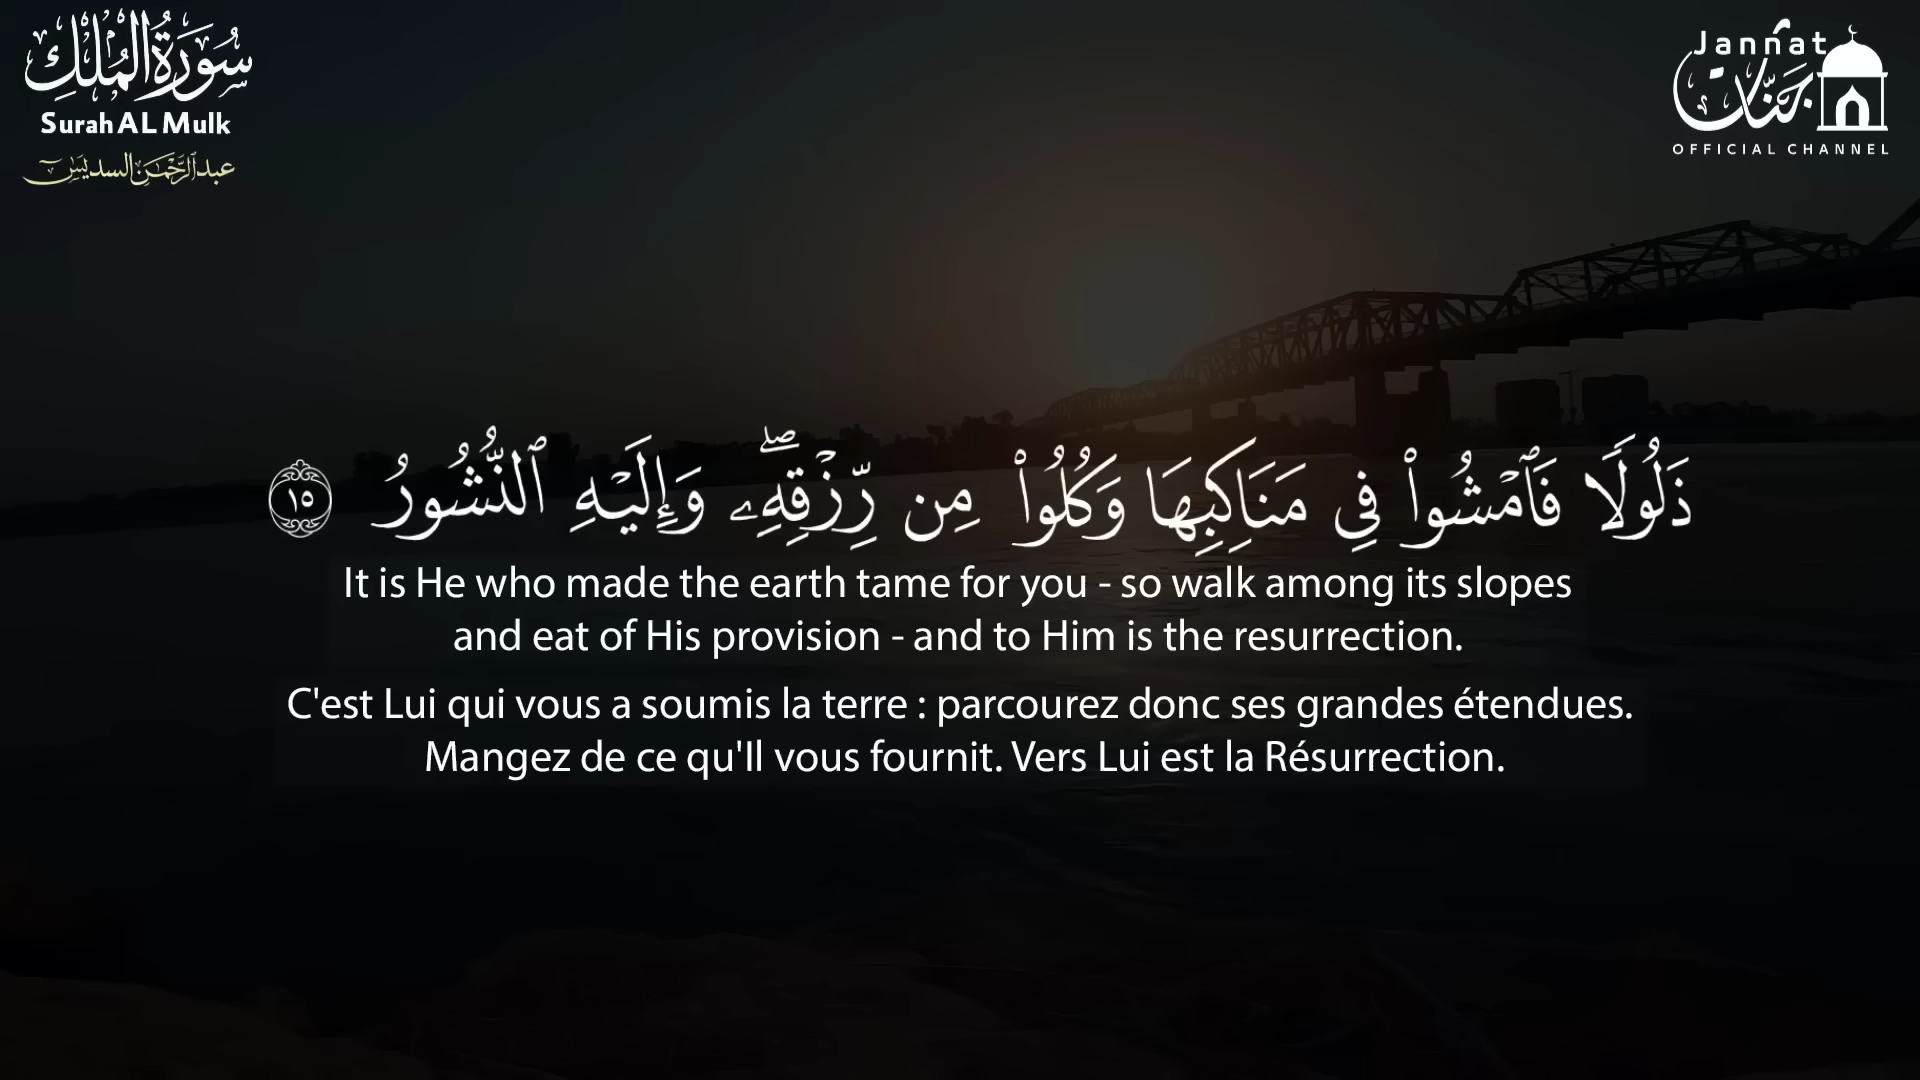 سُورَةُ الْمُلْكِ
Surah AL Mulk
عبد الرَّحْمَن السديس
Jannat
جَنَّات
OFFICIAL CHANNEL
ذَلُولًا فَٱمْشُوا۟ فِى مَنَاكِبِهَا وَكُلُوا۟ مِن رِّزْقِهِۦ ۖ وَإِلَيْهِ ٱلنُّشُورُ ١٥
It is He who made the earth tame for you - so walk among its slopes
and eat of His provision - and to Him is the resurrection.
C'est Lui qui vous a soumis la terre : parcourez donc ses grandes étendues.
Mangez de ce qu'Il vous fournit. Vers Lui est la Résurrection.